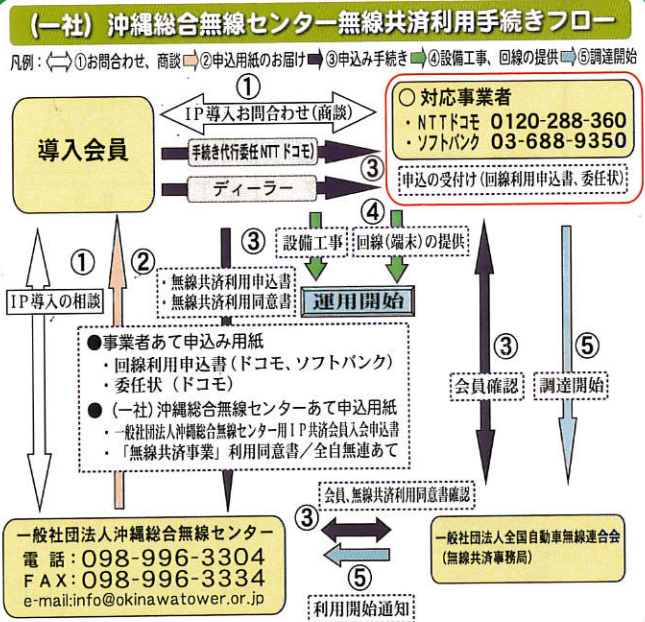 (一社)沖縄総合無線センター無線共済利用手続きフロー
凡例:①お問合わせ、商談②申込用紙のお届け③申込み手続き④設備工事、回線の提供⑤調達開始
①
IP導入お問合わせ(商談)
導入会員
手続き代行委任NTTドコモ)
ディーラー
③
○対応事業者
・NTTドコモ 0120-288-360
・ソフトバンク 03-688-9350
申込の受付け(回線利用申込書、委任状)
①
②
IP導入の相談
③
・無線共済利用申込書
・無線共済利用同意書
④
設備工事
回線(端末)の提供
運用開始
●事業者あて申込み用紙
・回線利用申込書(ドコモ、ソフトバンク)
・委任状(ドコモ)
●(一社)沖縄総合無線センターあて申込用紙
・一般社団法人沖縄総合無線センター用IP共済会員入会申込書
・「無線共済事業」利用同意書/全自無連あて
③
会員確認
⑤
調達開始
会員、無線共済利用同意書確認
③
⑤
利用開始通知
一般社団法人沖縄総合無線センター
電話:098-996-3304
FAX:098-996-3334
e-mail:info@okinawatower.or.jp
一般社団法人全国自動車無線連合会
(無線共済事務局)